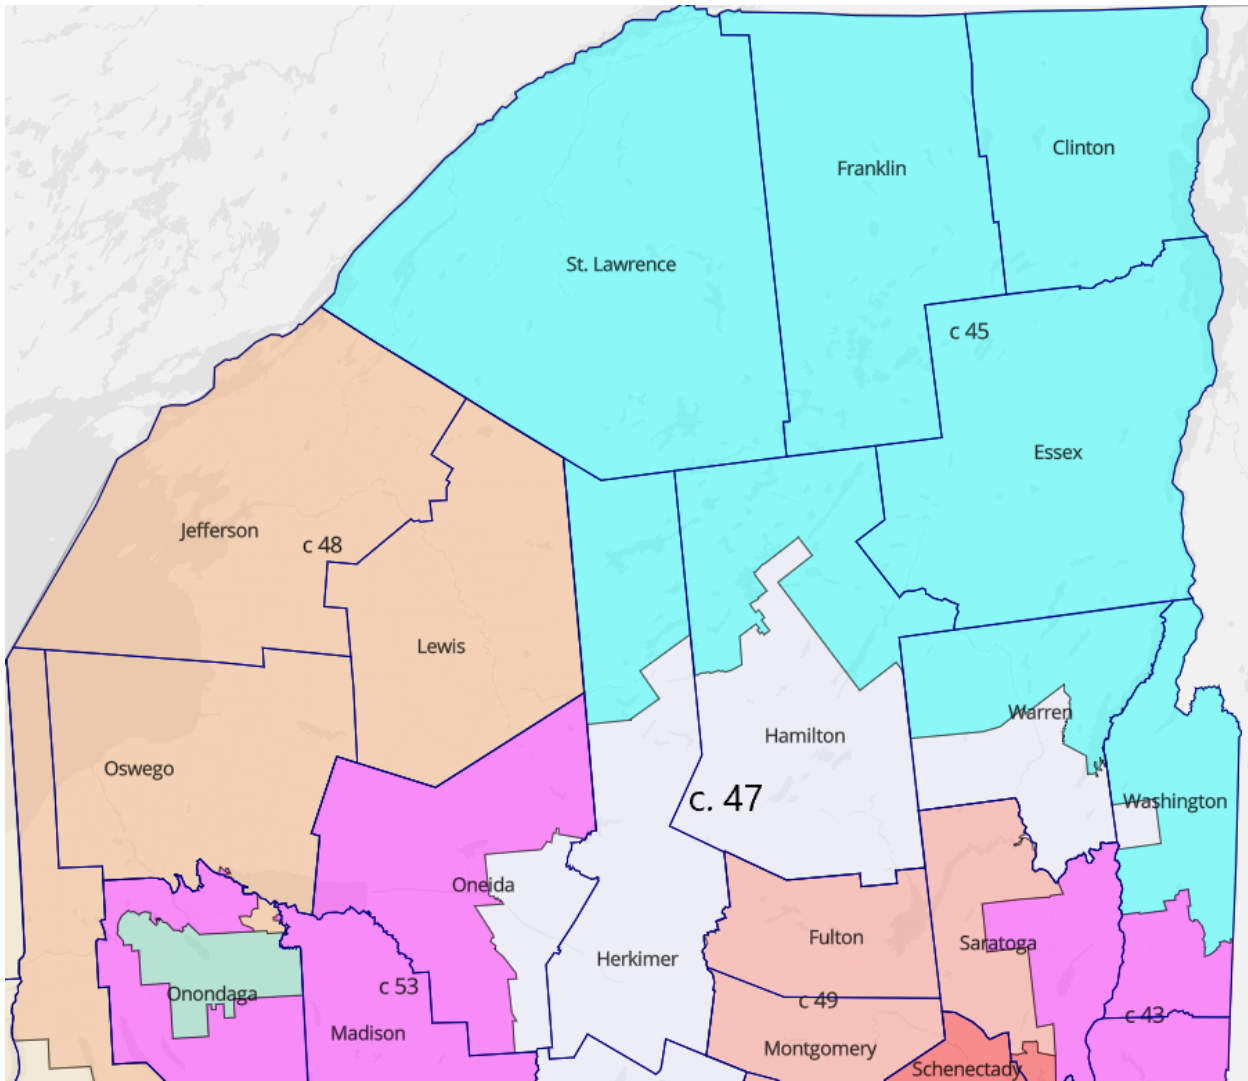 Clinton
Franklin
St. Lawrence
c 45
Essex
Jefferson
c 48
Lewis
Warren
Hamilton
Oswego
c. 47
Washington
Oneida
Fulton
Saratoga
Herkimer
c 53
Onondaga
c 49
c 43
Madison
Montgomery
Schenectady